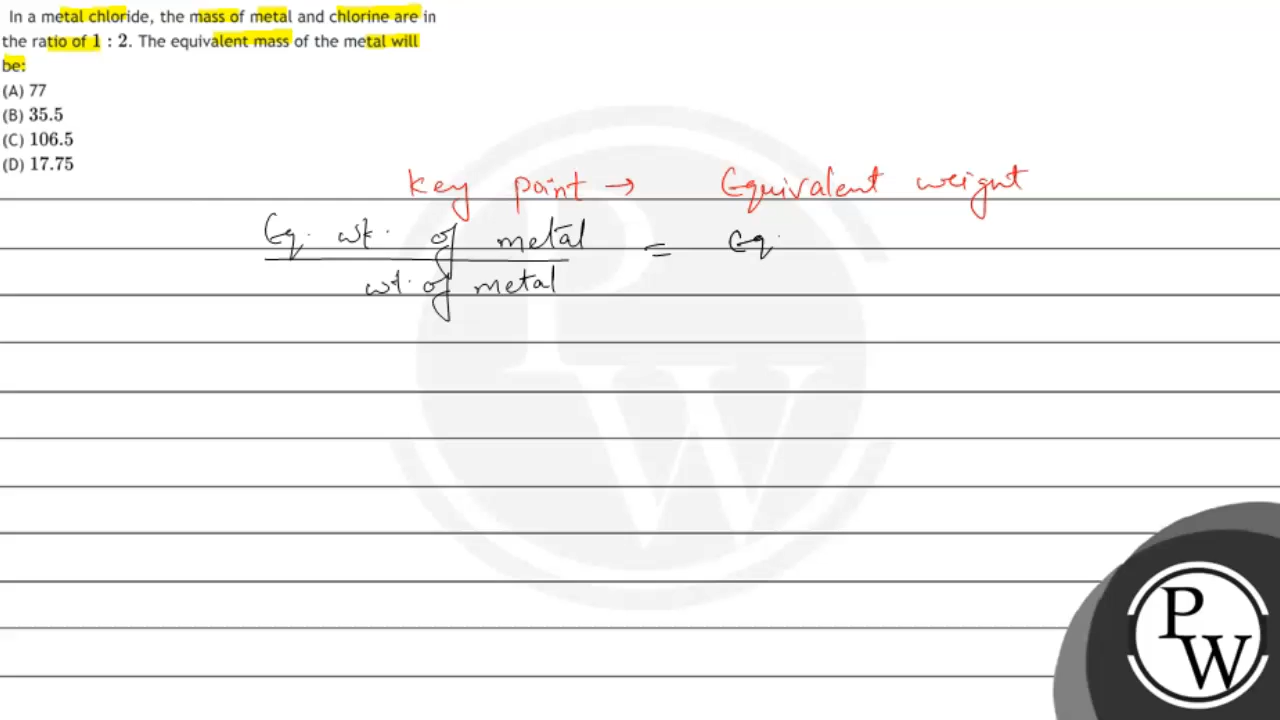 In a metal chloride, the mass of metal and chlorine are in
the ratio of 1 : 2. The equivalent mass of the metal will
be:
(A) 77
(B) 35.5
(C) 106.5
(D) 17.75
Key point → Equivalent weight
Eq. wt. of metal = Eq.
wt. of metal
PW
PW